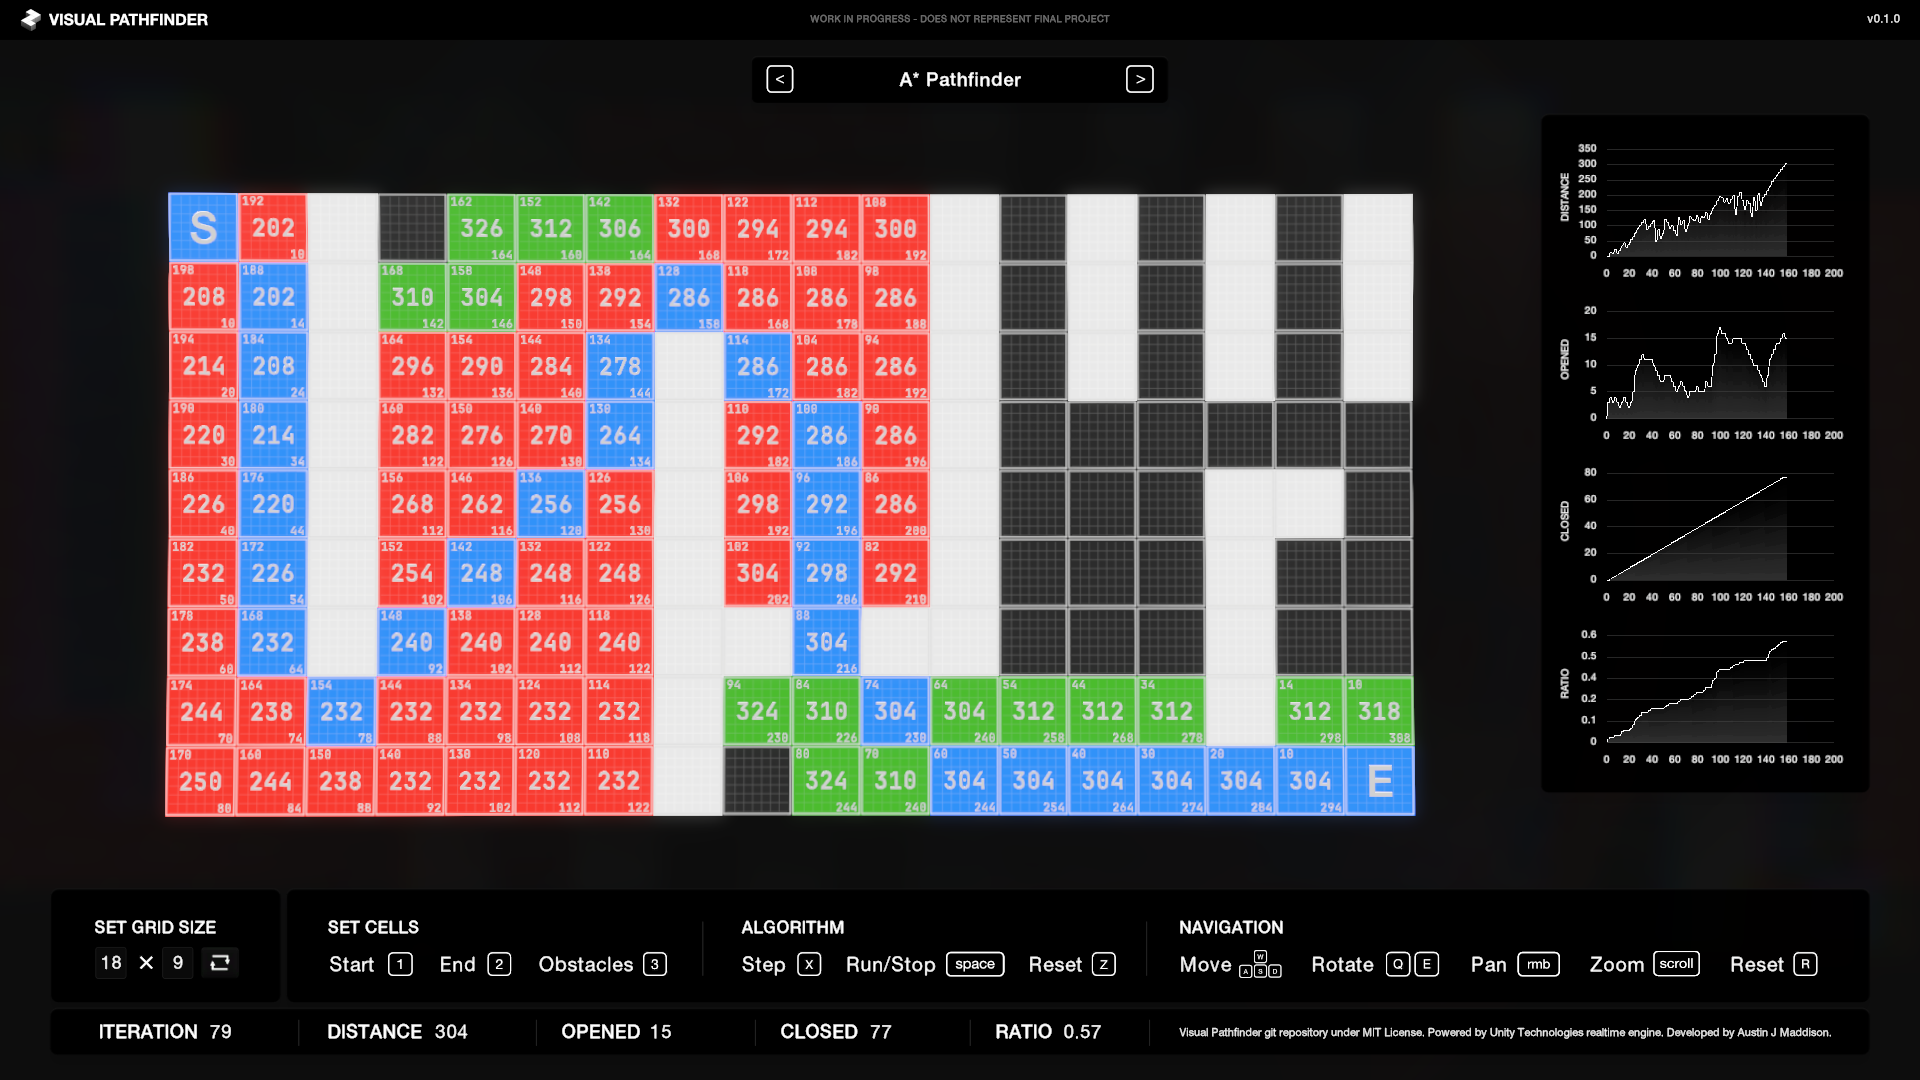 VISUAL PATHFINDER
WORK IN PROGRESS - DOES NOT REPRESENT FINAL PROJECT
v0.1.0
< A* Pathfinder >
S 192 202 10 162 326 164 152 312 160 142 306 164 132 300 168 122 294 172 112 294 182 108 300 192
198 208 10 188 202 14 168 310 142 158 304 146 148 298 150 138 292 154 128 286 158 118 286 168 108 286 178 98 286 188
194 214 20 184 208 24 164 296 132 154 290 136 144 284 140 134 278 144 114 286 172 104 286 182 94 286 192
190 220 30 180 214 34 160 282 122 150 276 126 140 270 130 130 264 134 110 292 182 100 286 186 90 286 196
186 226 40 176 220 44 156 268 112 146 262 116 136 256 120 126 256 130 106 298 192 96 292 196 86 286 200
182 232 50 172 226 54 152 254 102 142 248 106 132 248 116 122 248 126 102 304 202 92 298 206 82 292 210
178 238 60 168 232 64 148 240 92 138 240 102 128 240 112 118 240 122 88 304 216
174 244 70 164 238 74 154 232 78 144 232 88 134 232 98 124 232 108 114 232 118 94 324 230 84 310 226 74 304 230 64 304 240 54 312 258 44 312 268 34 312 278 14 312 298 10 318 308
170 250 80 160 244 84 150 238 88 140 232 92 130 232 102 120 232 112 110 232 122 80 324 244 70 310 240 60 304 244 50 304 254 40 304 264 30 304 274 20 304 284 10 304 294 E
DISTANCE
350
300
250
200
150
100
50
0
0 20 40 60 80 100 120 140 160 180 200
OPENED
20
15
10
5
0
0 20 40 60 80 100 120 140 160 180 200
CLOSED
80
60
40
20
0
0 20 40 60 80 100 120 140 160 180 200
RATIO
0.6
0.5
0.4
0.2
0.1
0
0 20 40 60 80 100 120 140 160 180 200
SET GRID SIZE
18 × 9
SET CELLS
Start 1 End 2 Obstacles 3
ALGORITHM
Step X Run/Stop space Reset Z
NAVIGATION
Move W A S D Rotate Q E Pan rmb Zoom scroll Reset R
ITERATION 79 DISTANCE 304 OPENED 15 CLOSED 77 RATIO 0.57
Visual Pathfinder git repository under MIT License. Powered by Unity Technologies realtime engine. Developed by Austin J Maddison.